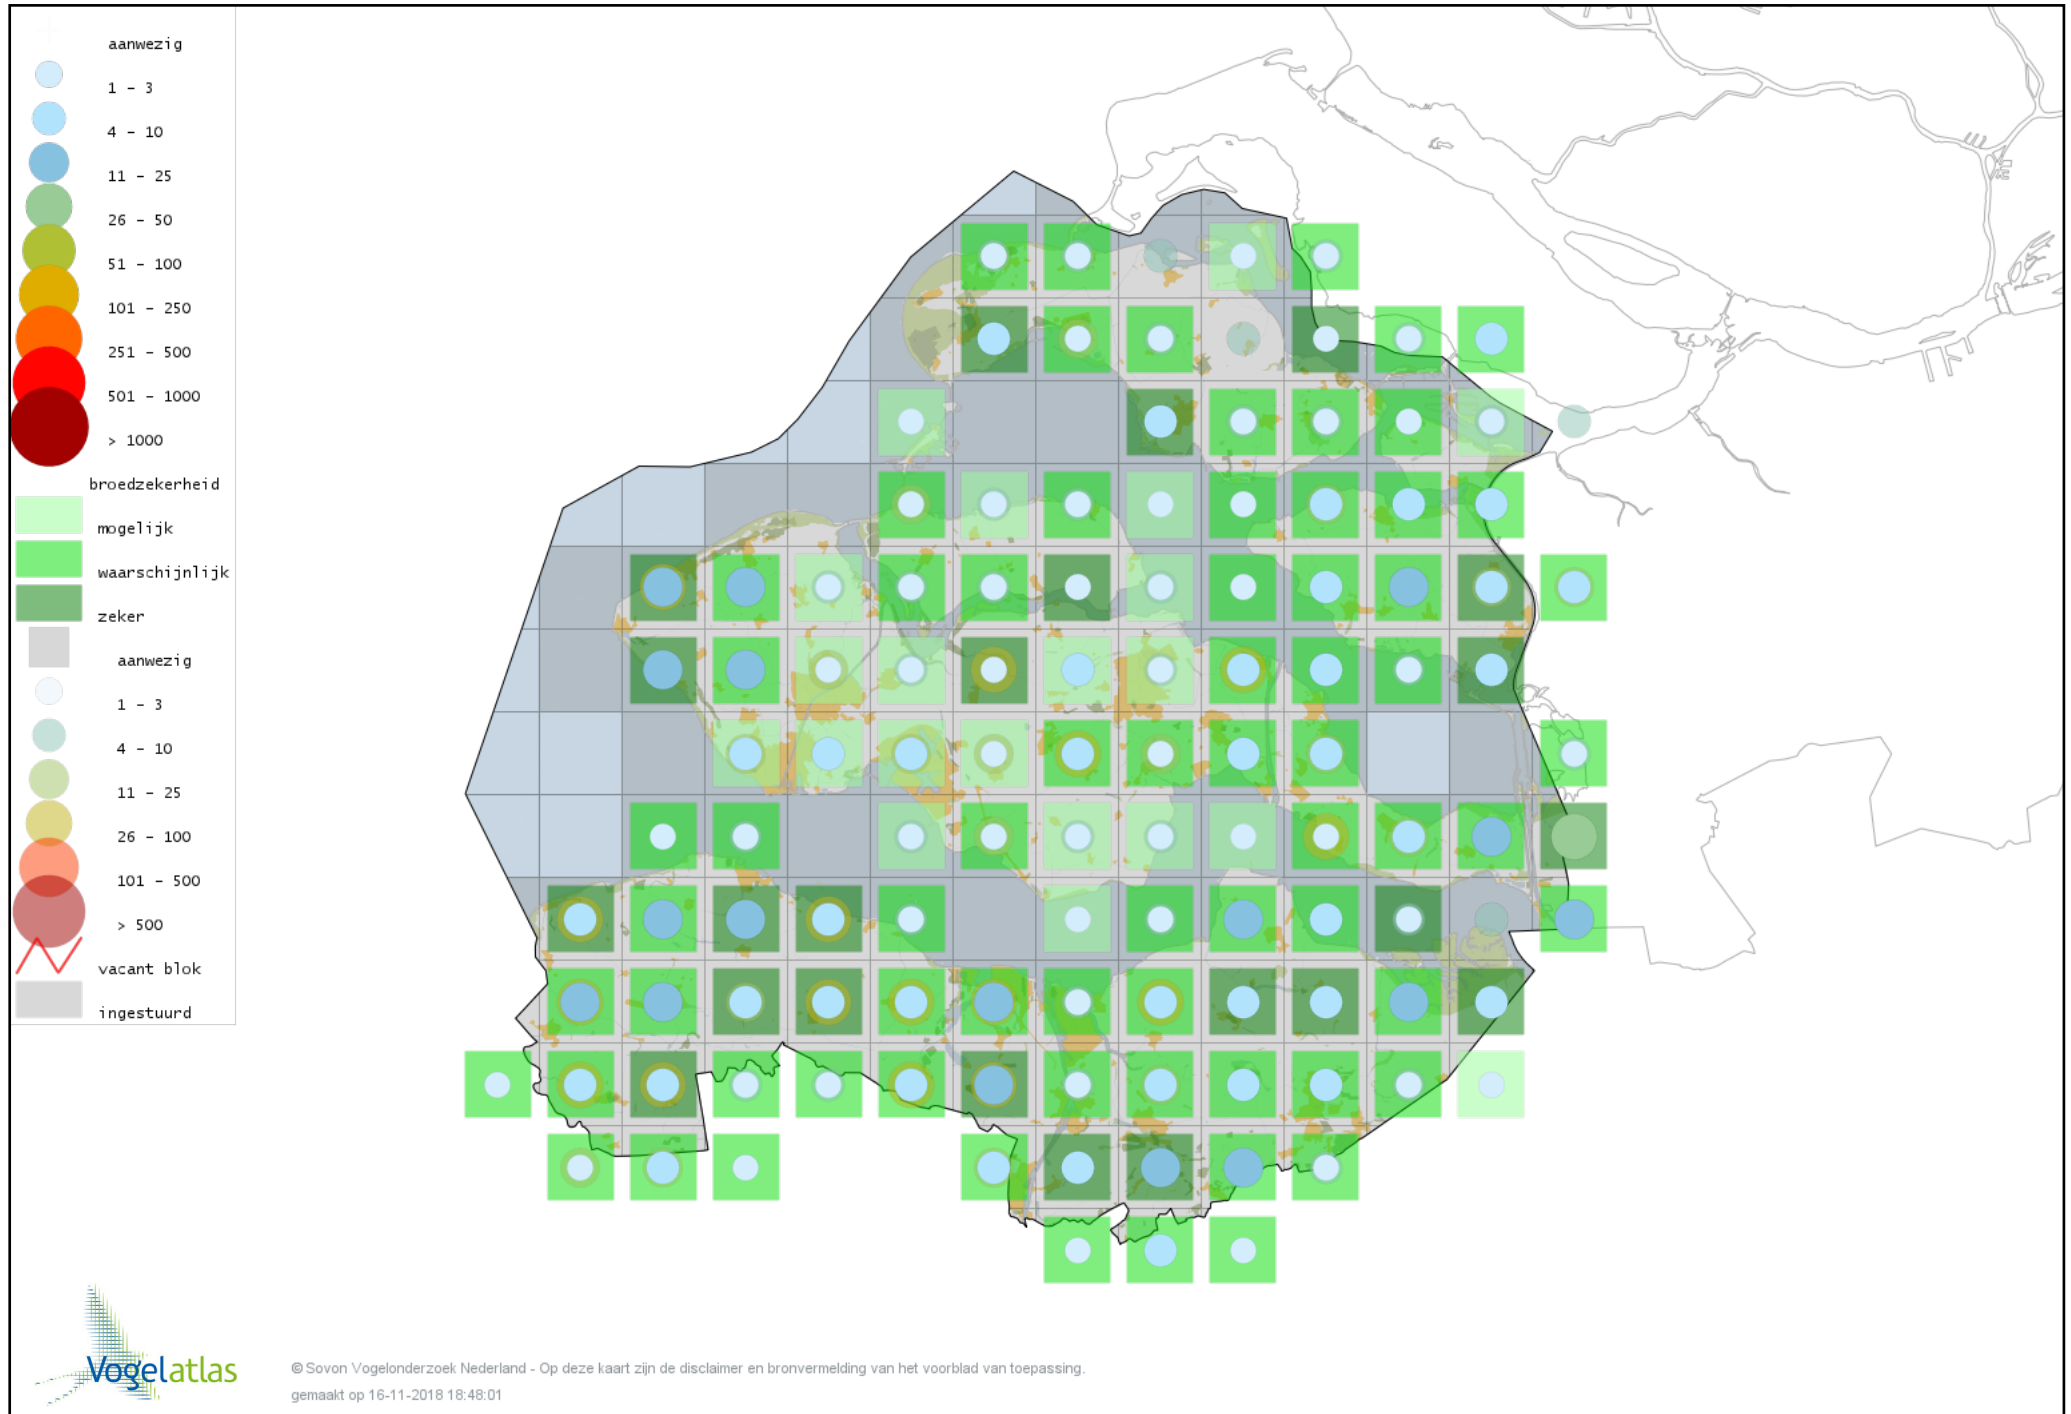 aanwezig
1 - 3
4 - 10
11 - 25
26 - 50
51 - 100
101 - 250
251 - 500
501 - 1000
> 1000
broedzekerheid
mogelijk
waarschijnlijk
zeker
aanwezig
1 - 3
4 - 10
11 - 25
26 - 100
101 - 500
> 500
vacant blok
ingestuurd
Vogelatlas
© Sovon Vogelonderzoek Nederland - Op deze kaart zijn de disclaimer en bronvermelding van het voorblad van toepassing.
gemaakt op 16-11-2018 18:48:01